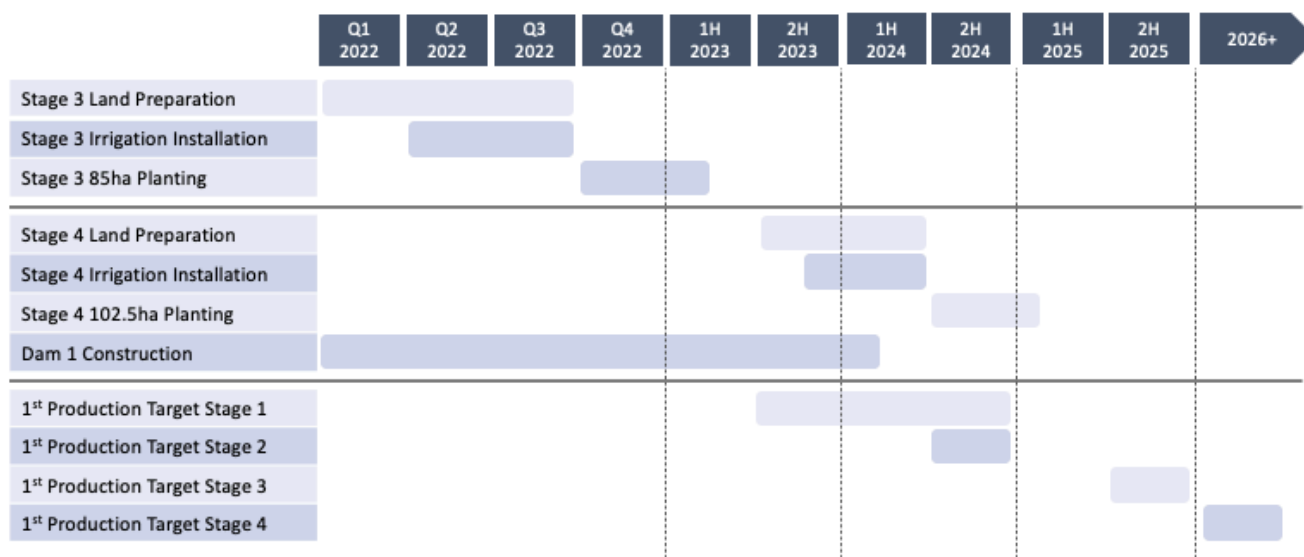 Q1 Q2 Q3 Q4 1H 2H 1H 2H 1H 2H 2026+
2022 2022 2022 2022 2023 2023 2024 2024 2025 2025
Stage 3 Land Preparation
Stage 3 Irrigation Installation
Stage 3 85ha Planting
Stage 4 Land Preparation
Stage 4 Irrigation Installation
Stage 4 102.5ha Planting
Dam 1 Construction
1st Production Target Stage 1
1st Production Target Stage 2
1st Production Target Stage 3
1st Production Target Stage 4